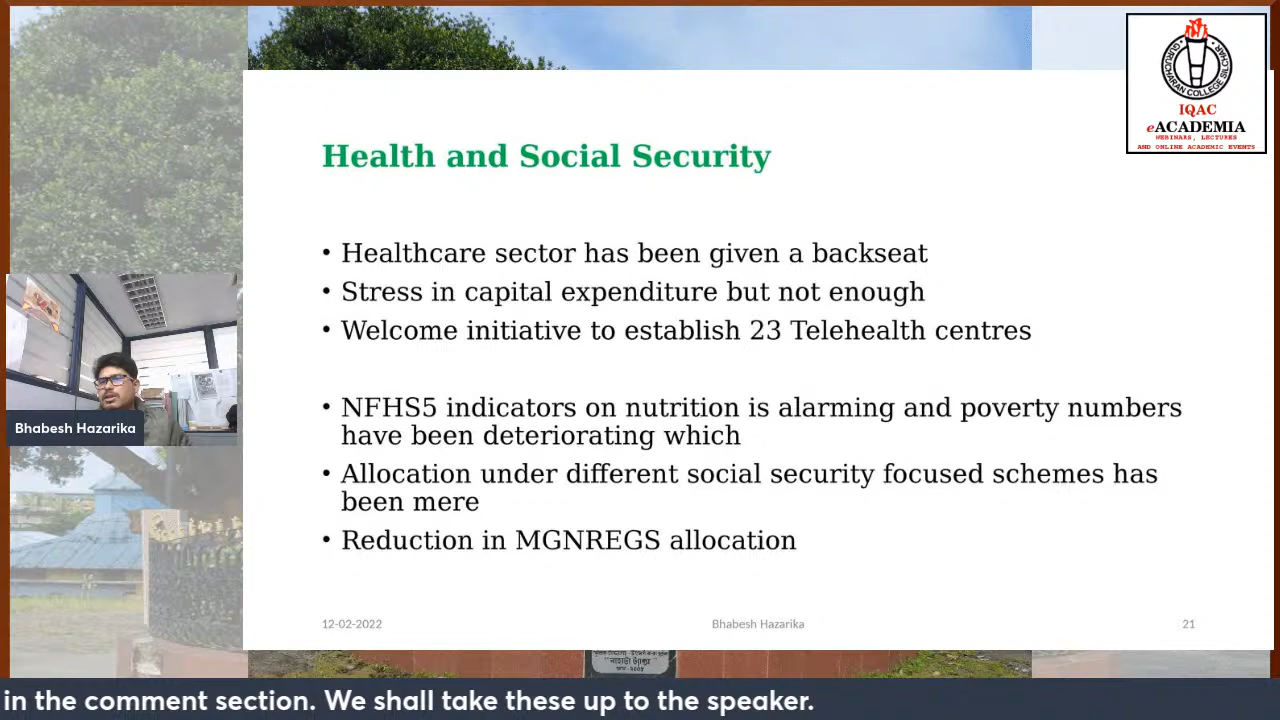 GURUCHARAN COLLEGE SILCHAR
IQAC
eACADEMIA
WEBINARS, LECTURES
AND ONLINE ACADEMIC EVENTS
Health and Social Security
• Healthcare sector has been given a backseat
• Stress in capital expenditure but not enough
• Welcome initiative to establish 23 Telehealth centres
• NFHS5 indicators on nutrition is alarming and poverty numbers
have been deteriorating which
• Allocation under different social security focused schemes has
been mere
• Reduction in MGNREGS allocation
Bhabesh Hazarika
12-02-2022
Bhabesh Hazarika
21
in the comment section. We shall take these up to the speaker.